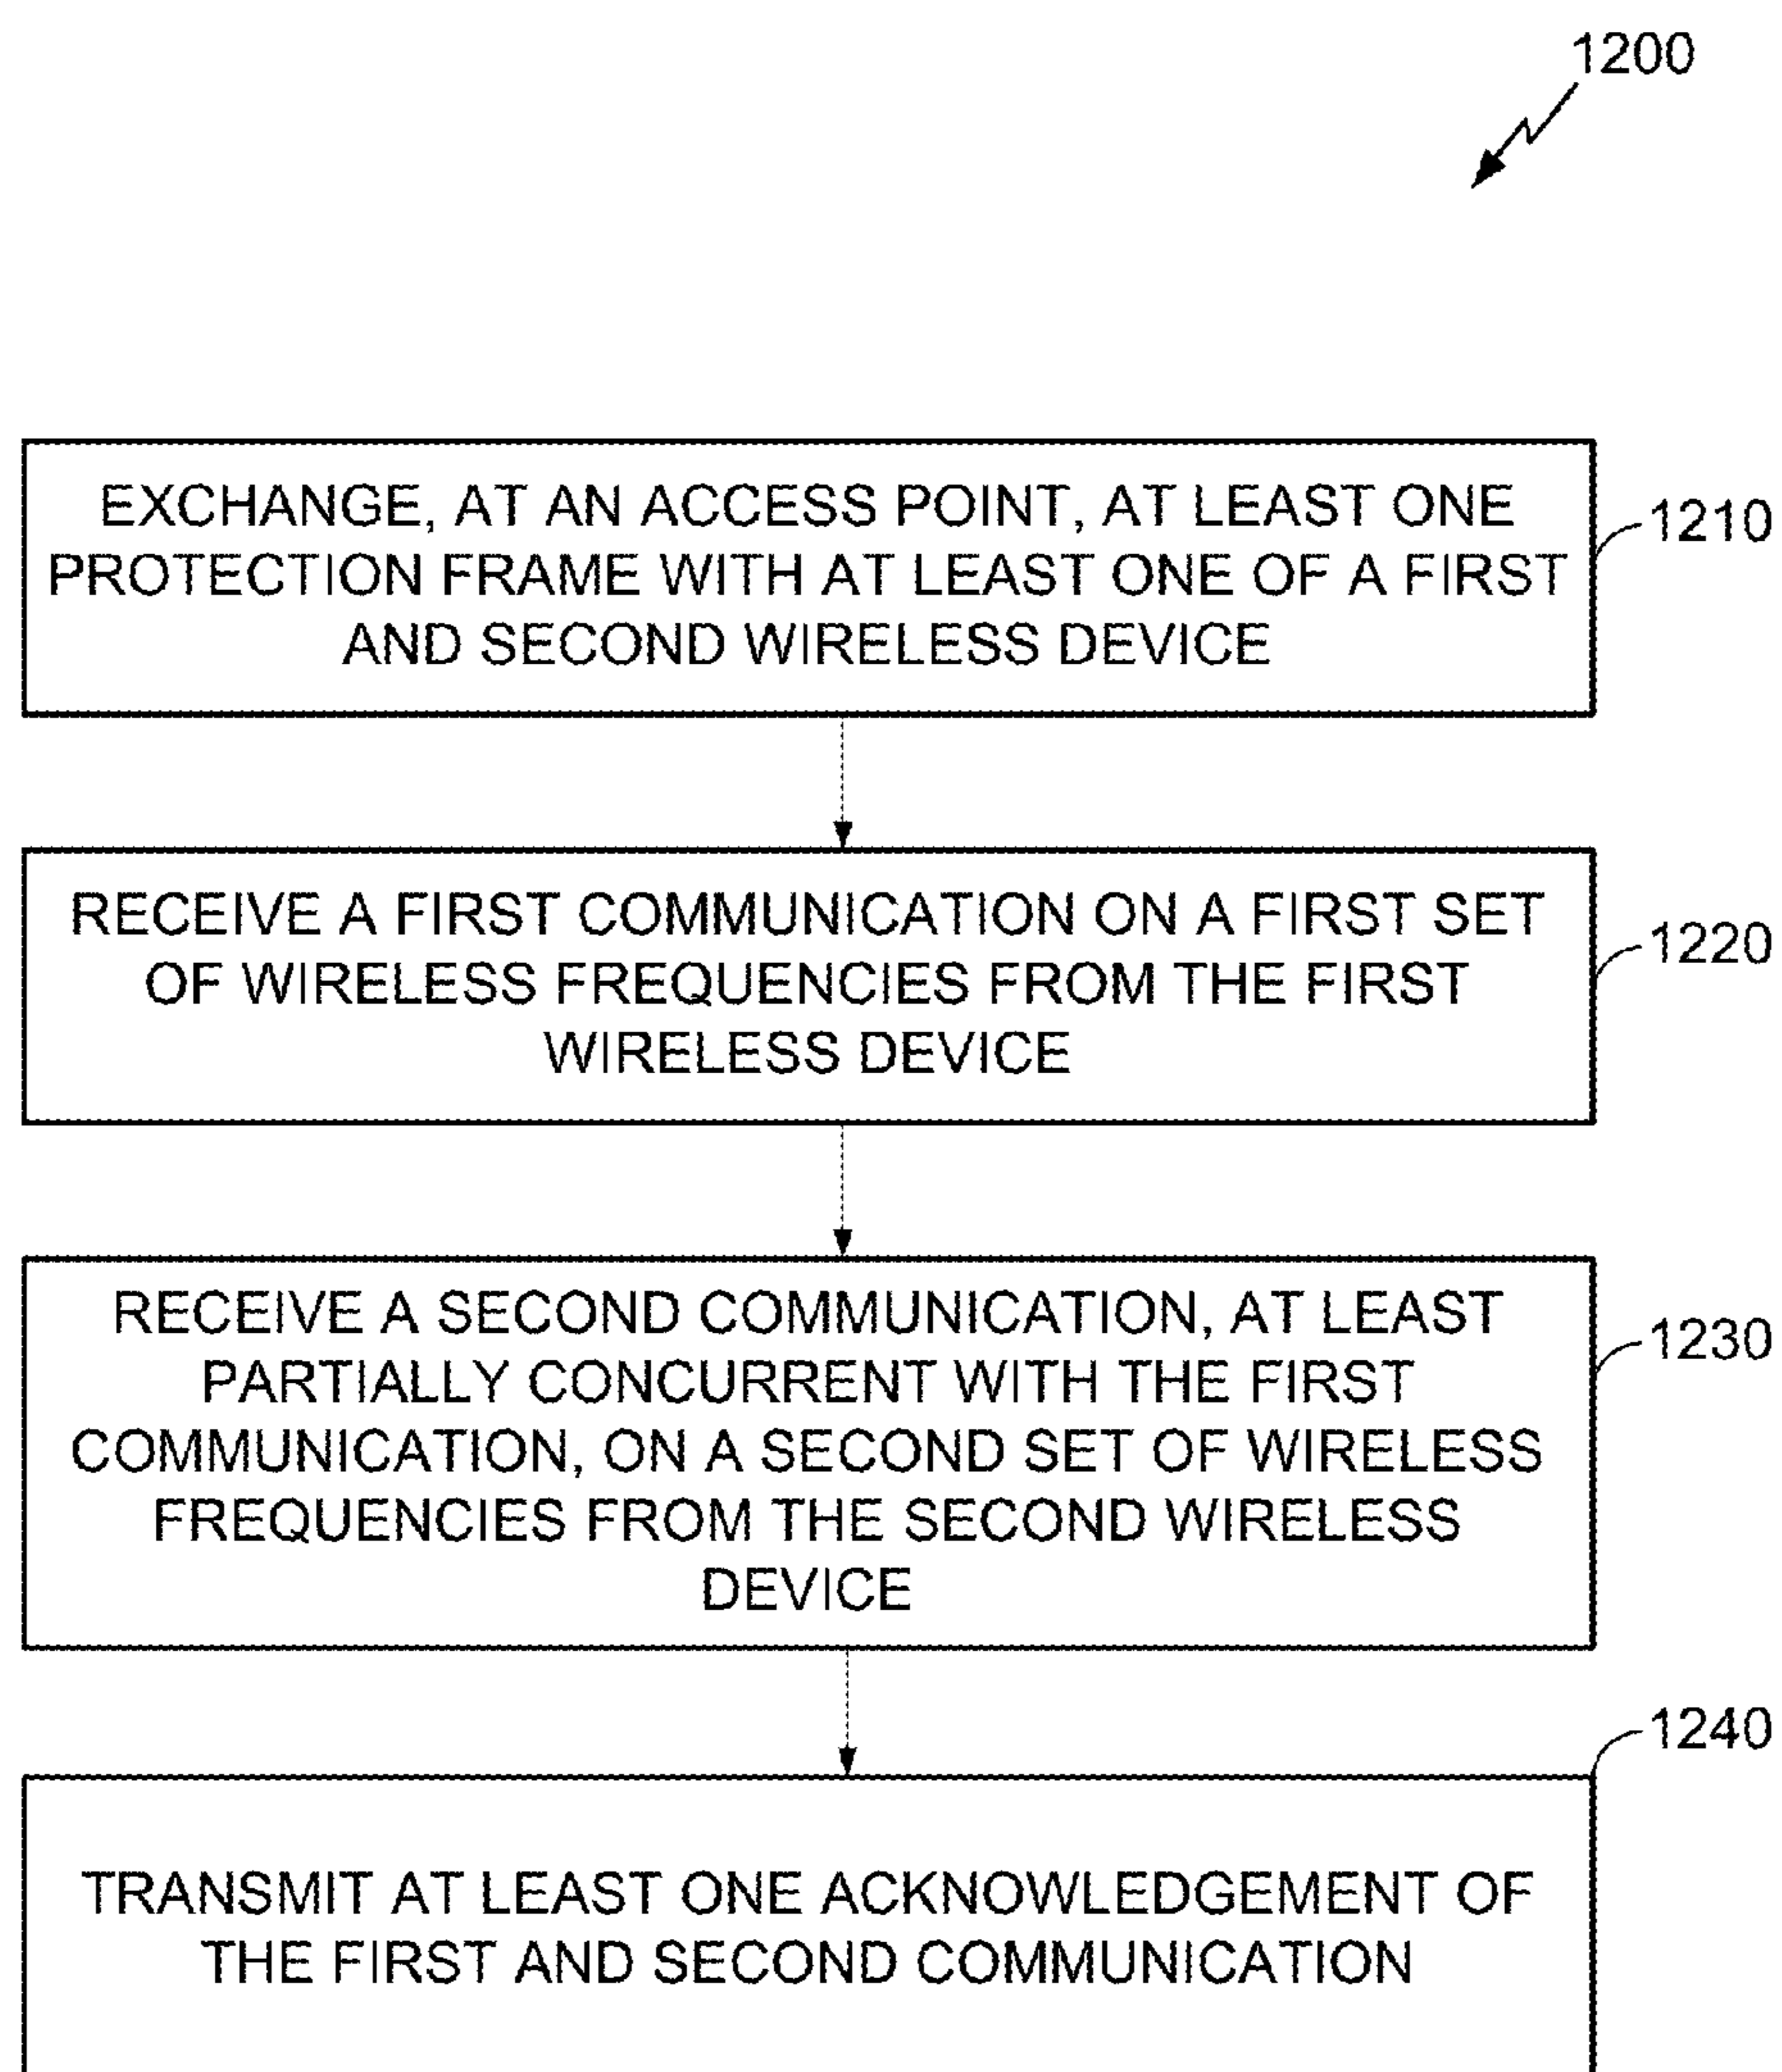 1200
EXCHANGE, AT AN ACCESS POINT, AT LEAST ONE
PROTECTION FRAME WITH AT LEAST ONE OF A FIRST
AND SECOND WIRELESS DEVICE
1210
RECEIVE A FIRST COMMUNICATION ON A FIRST SET
OF WIRELESS FREQUENCIES FROM THE FIRST
WIRELESS DEVICE
1220
RECEIVE A SECOND COMMUNICATION, AT LEAST
PARTIALLY CONCURRENT WITH THE FIRST
COMMUNICATION, ON A SECOND SET OF WIRELESS
FREQUENCIES FROM THE SECOND WIRELESS
DEVICE
1230
1240
TRANSMIT AT LEAST ONE ACKNOWLEDGEMENT OF
THE FIRST AND SECOND COMMUNICATION